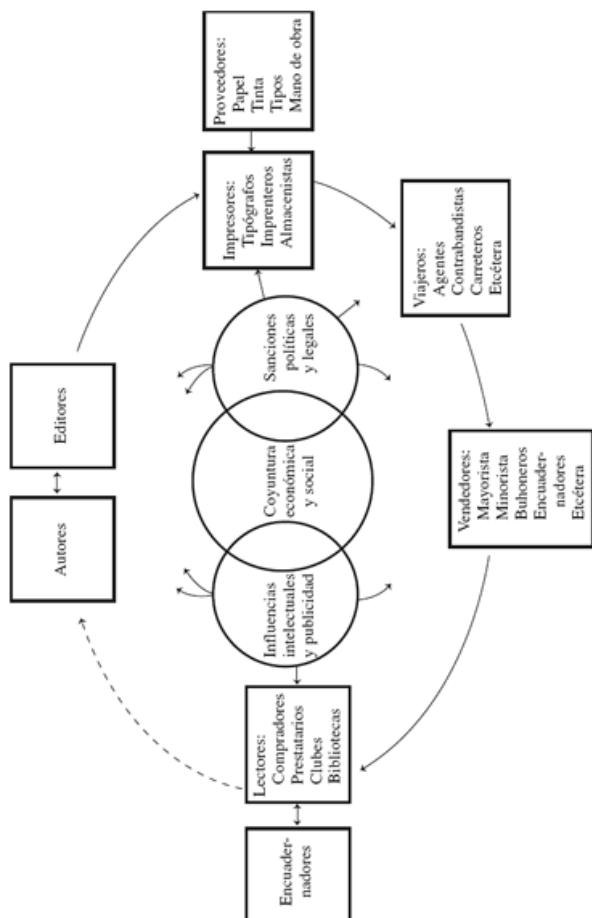 Autores
Editores
Proveedores:
Papel
Tinta
Tipos
Mano de obra
Impresores:
Tipógrafos
Imprenteros
Almacenistas
Influencias
intelectuales
y publicidad
Coyuntura
económica
y social
Sanciones
políticas
y legales
Encuader-
nadores
Lectores:
Compradores
Prestatarios
Clubes
Bibliotecas
Vendedores:
Mayorista
Minorista
Buhoneros
Encuader-
nadores
Etcétera
Viajeros:
Agentes
Contrabandistas
Carreteros
Etcétera